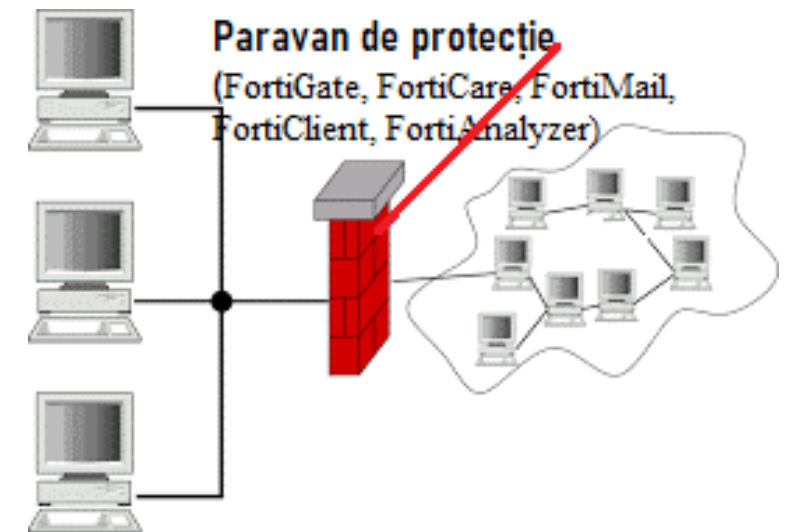 Paravan de protecție
(FortiGate, FortiCare, FortiMail,
FortiClient, FortiAnalyzer)